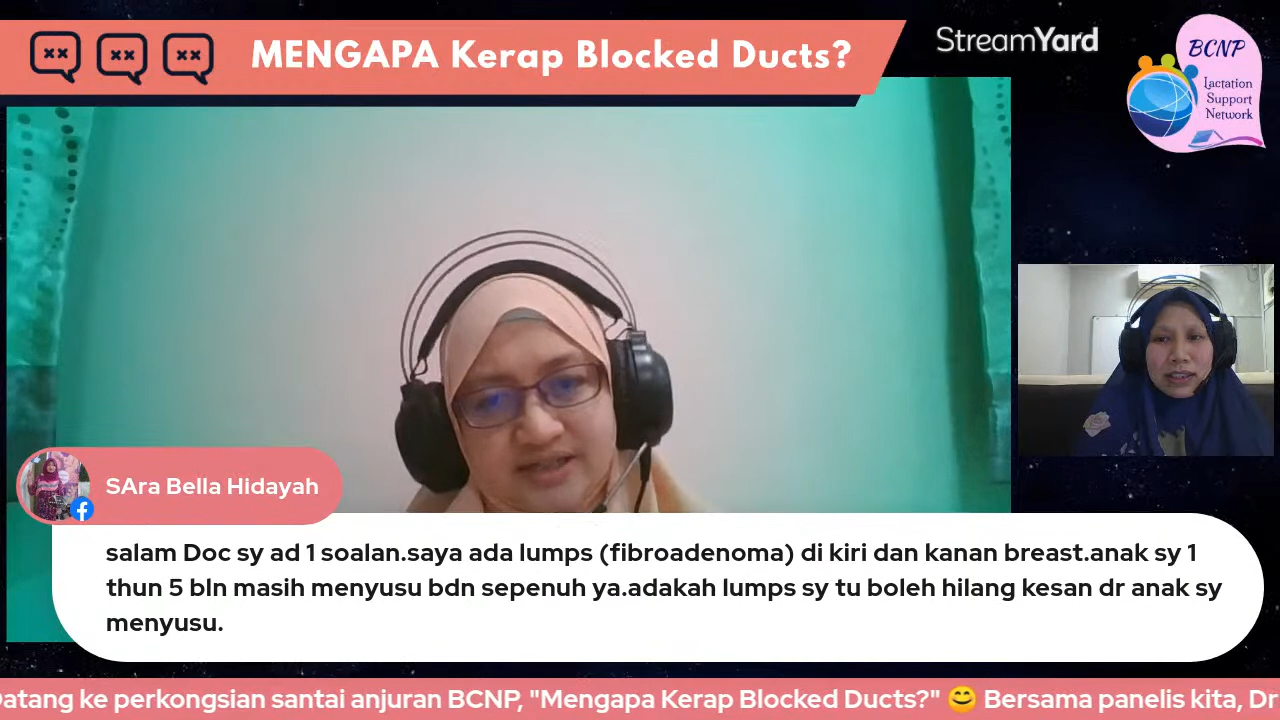 MENGAPA Kerap Blocked Ducts?
StreamYard
BCNP
Lactation
Support
Network
SAra Bella Hidayah
salam Doc sy ad 1 soalan.saya ada lumps (fibroadenoma) di kiri dan kanan breast.anak sy 1
thun 5 bln masih menyusu bdn sepenuh ya.adakah lumps sy tu boleh hilang kesan dr anak sy
menyusu.
Datang ke perkongsian santai anjuran BCNP, "Mengapa Kerap Blocked Ducts?" 😊 Bersama panelis kita, Dr